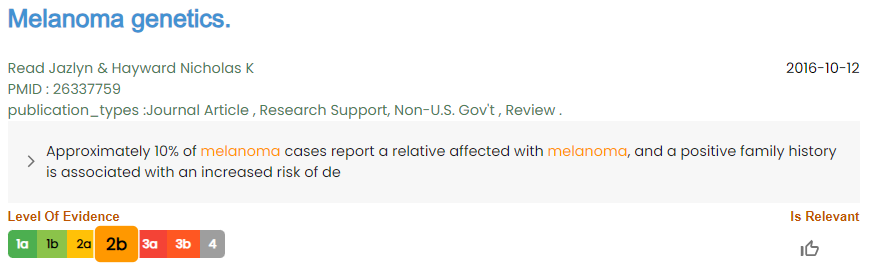 Melanoma genetics.
Read Jazlyn & Hayward Nicholas K
2016-10-12
PMID : 26337759
publication_types :Journal Article , Research Support, Non-U.S. Gov't , Review .
Approximately 10% of melanoma cases report a relative affected with melanoma, and a positive family history
is associated with an increased risk of de
Level Of Evidence
Is Relevant
1a 1b 2a 2b 3a 3b 4